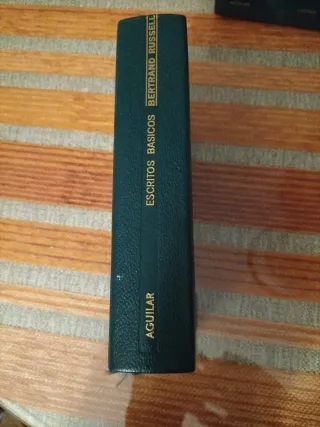 BERTRAND RUSSELL
ESCRITOS BASICOS
AGUILAR